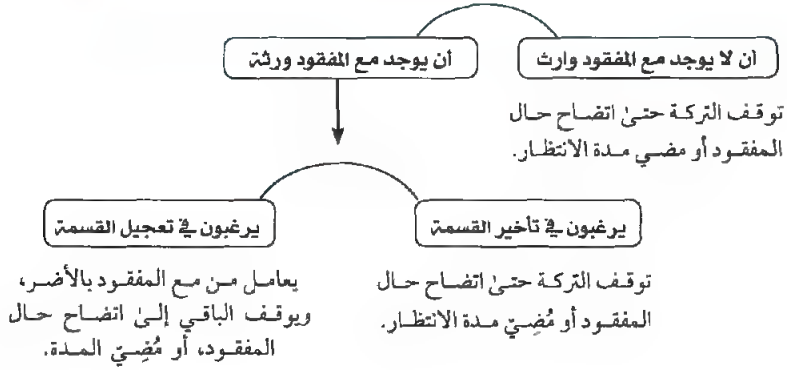 أن لا يوجد مع المفقود وارث
أن يوجد مع المفقود ورثة
توقف التركة حتىٰ اتضاح حال
المفقود أو مضي مدة الانتظار.
يرغبون في تأخير القسمة
يرغبون في تعجيل القسمة
توقف التركة حتىٰ اتضاح حال
المفقود أو مُضِيّ مدة الانتظار.
يعامل من مع المفقود بالأضر،
ويوقف الباقي إلىٰ اتضاح حال
المفقود، أو مُضِيّ المدة.